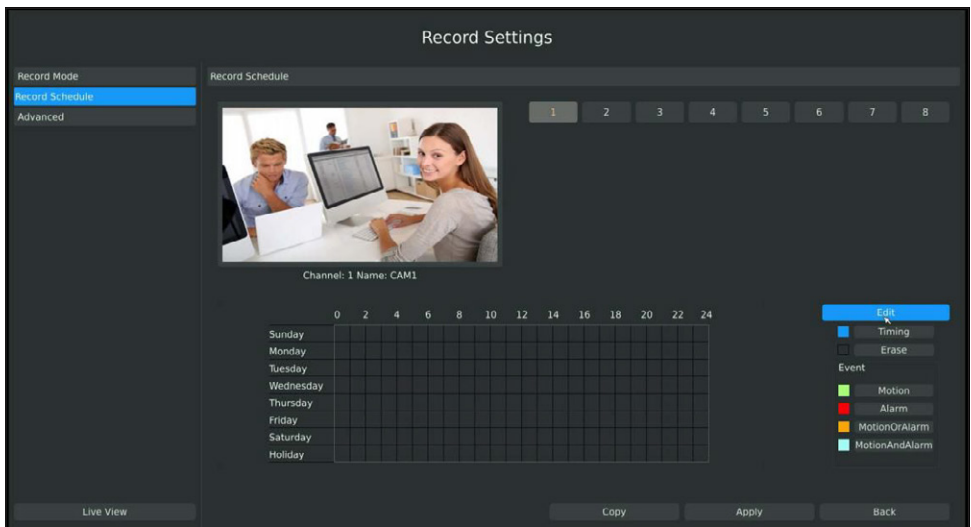 Record Settings
Record Mode
Record Schedule
Advanced
Record Schedule
1 2 3 4 5 6 7 8
Channel: 1 Name: CAM1
0 2 4 6 8 10 12 14 16 18 20 22 24
Sunday
Monday
Tuesday
Wednesday
Thursday
Friday
Saturday
Holiday
Edit
Timing
Erase
Event
Motion
Alarm
MotionOrAlarm
MotionAndAlarm
Live View
Copy
Apply
Back